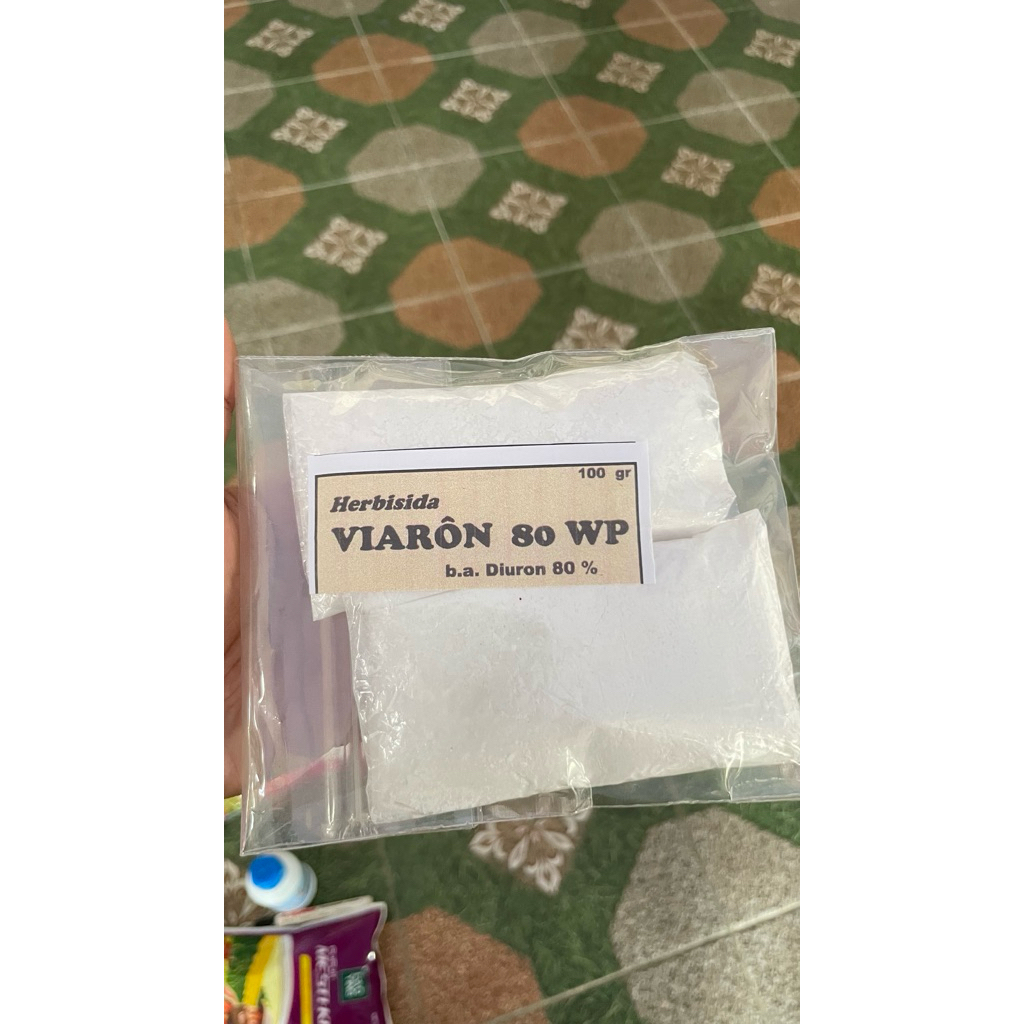 100 gr
Herbisida
VIARÔN 80 WP
b.a. Diuron 80 %